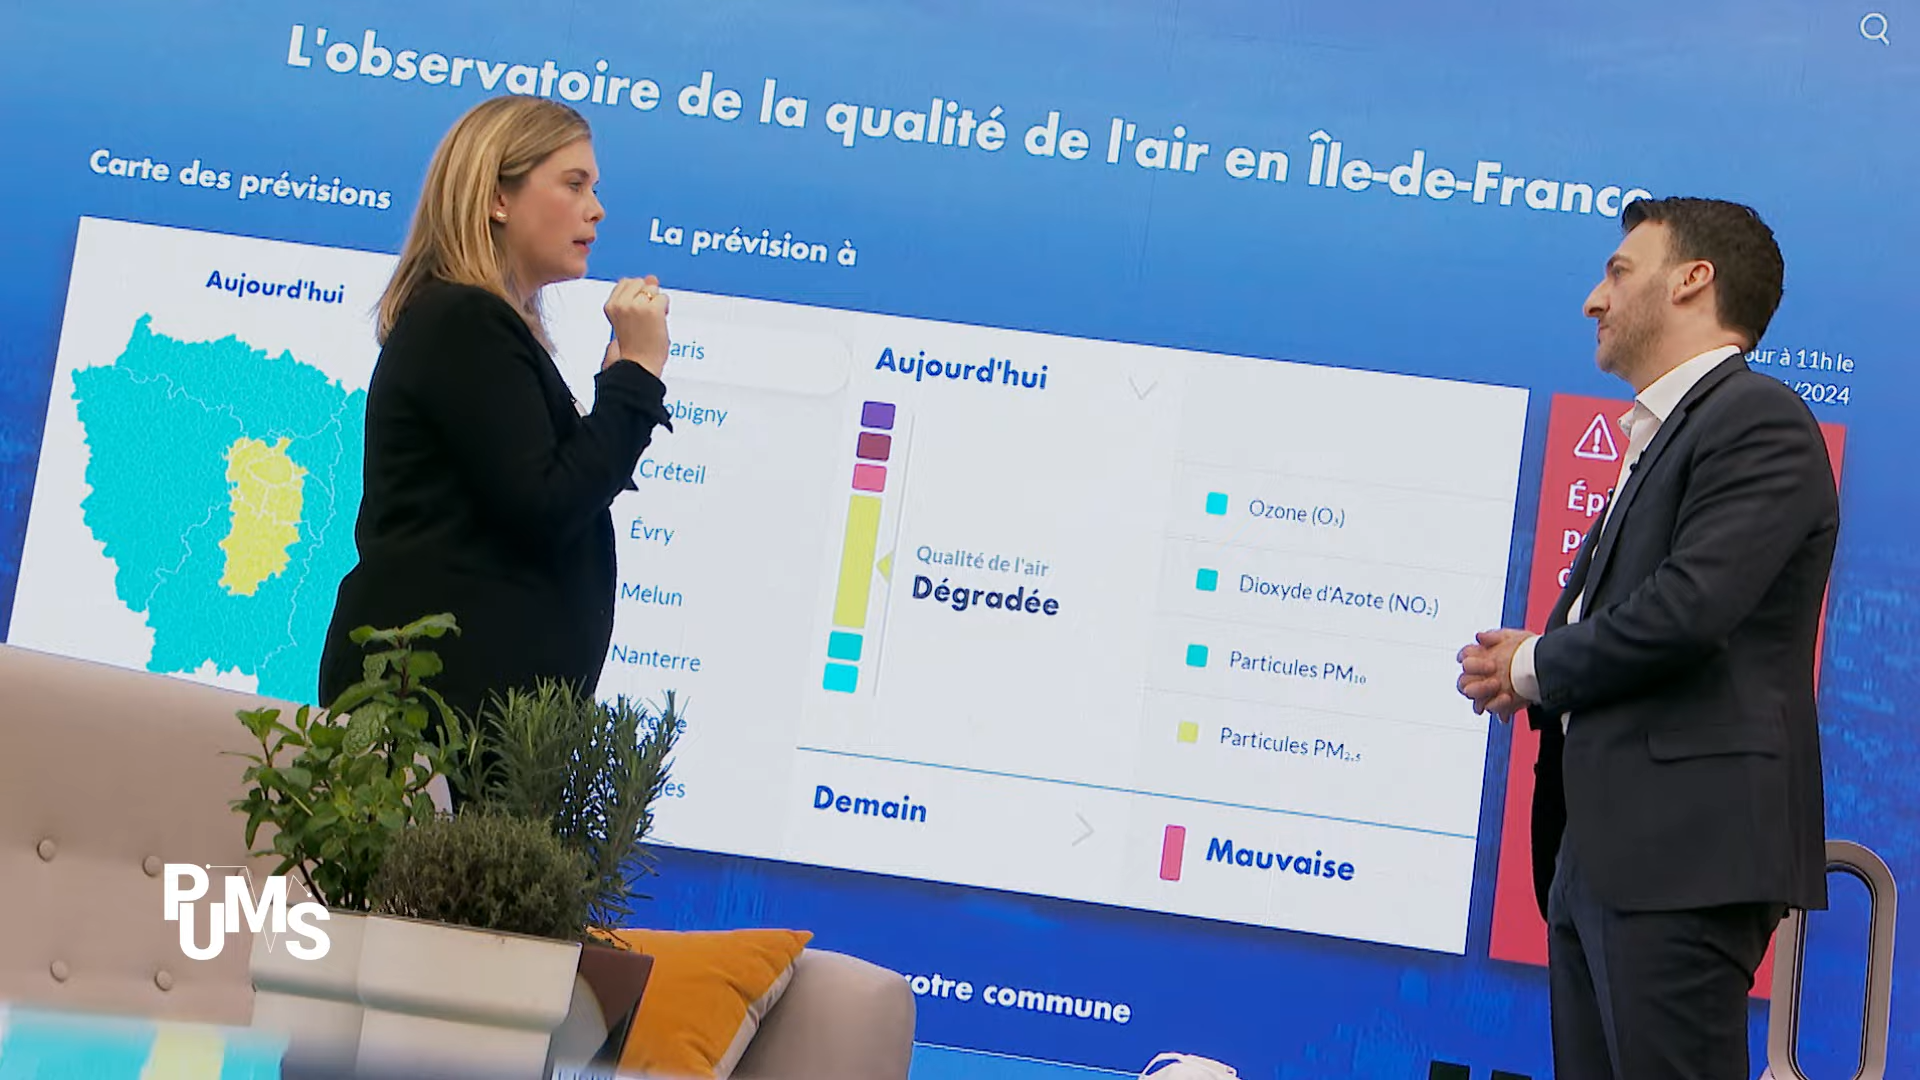 L'observatoire de la qualité de l'air en Île-de-France
Carte des prévisions
La prévision à
Aujourd'hui
aris
obigny
Créteil
Évry
Melun
Nanterre
Aujourd'hui
Qualité de l'air
Dégradée
Ozone (O₃)
Dioxyde d'Azote (NO₂)
Particules PM₁₀
Particules PM₂.₅
Demain
Mauvaise
our à 11h le
/2024
Épi
otre commune
PUMS